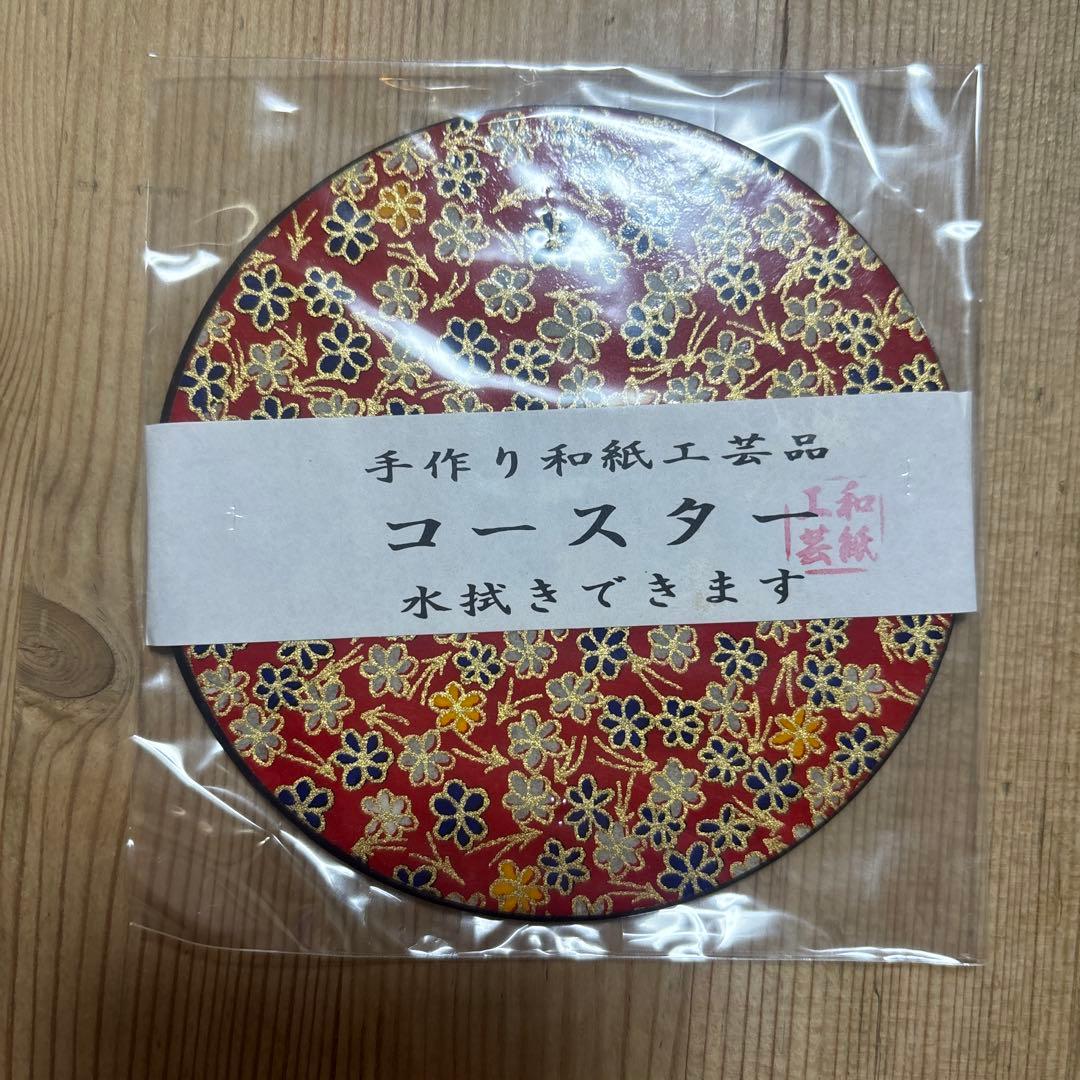 手作り和紙工芸品
コースター
水拭きできます
和紙
工芸